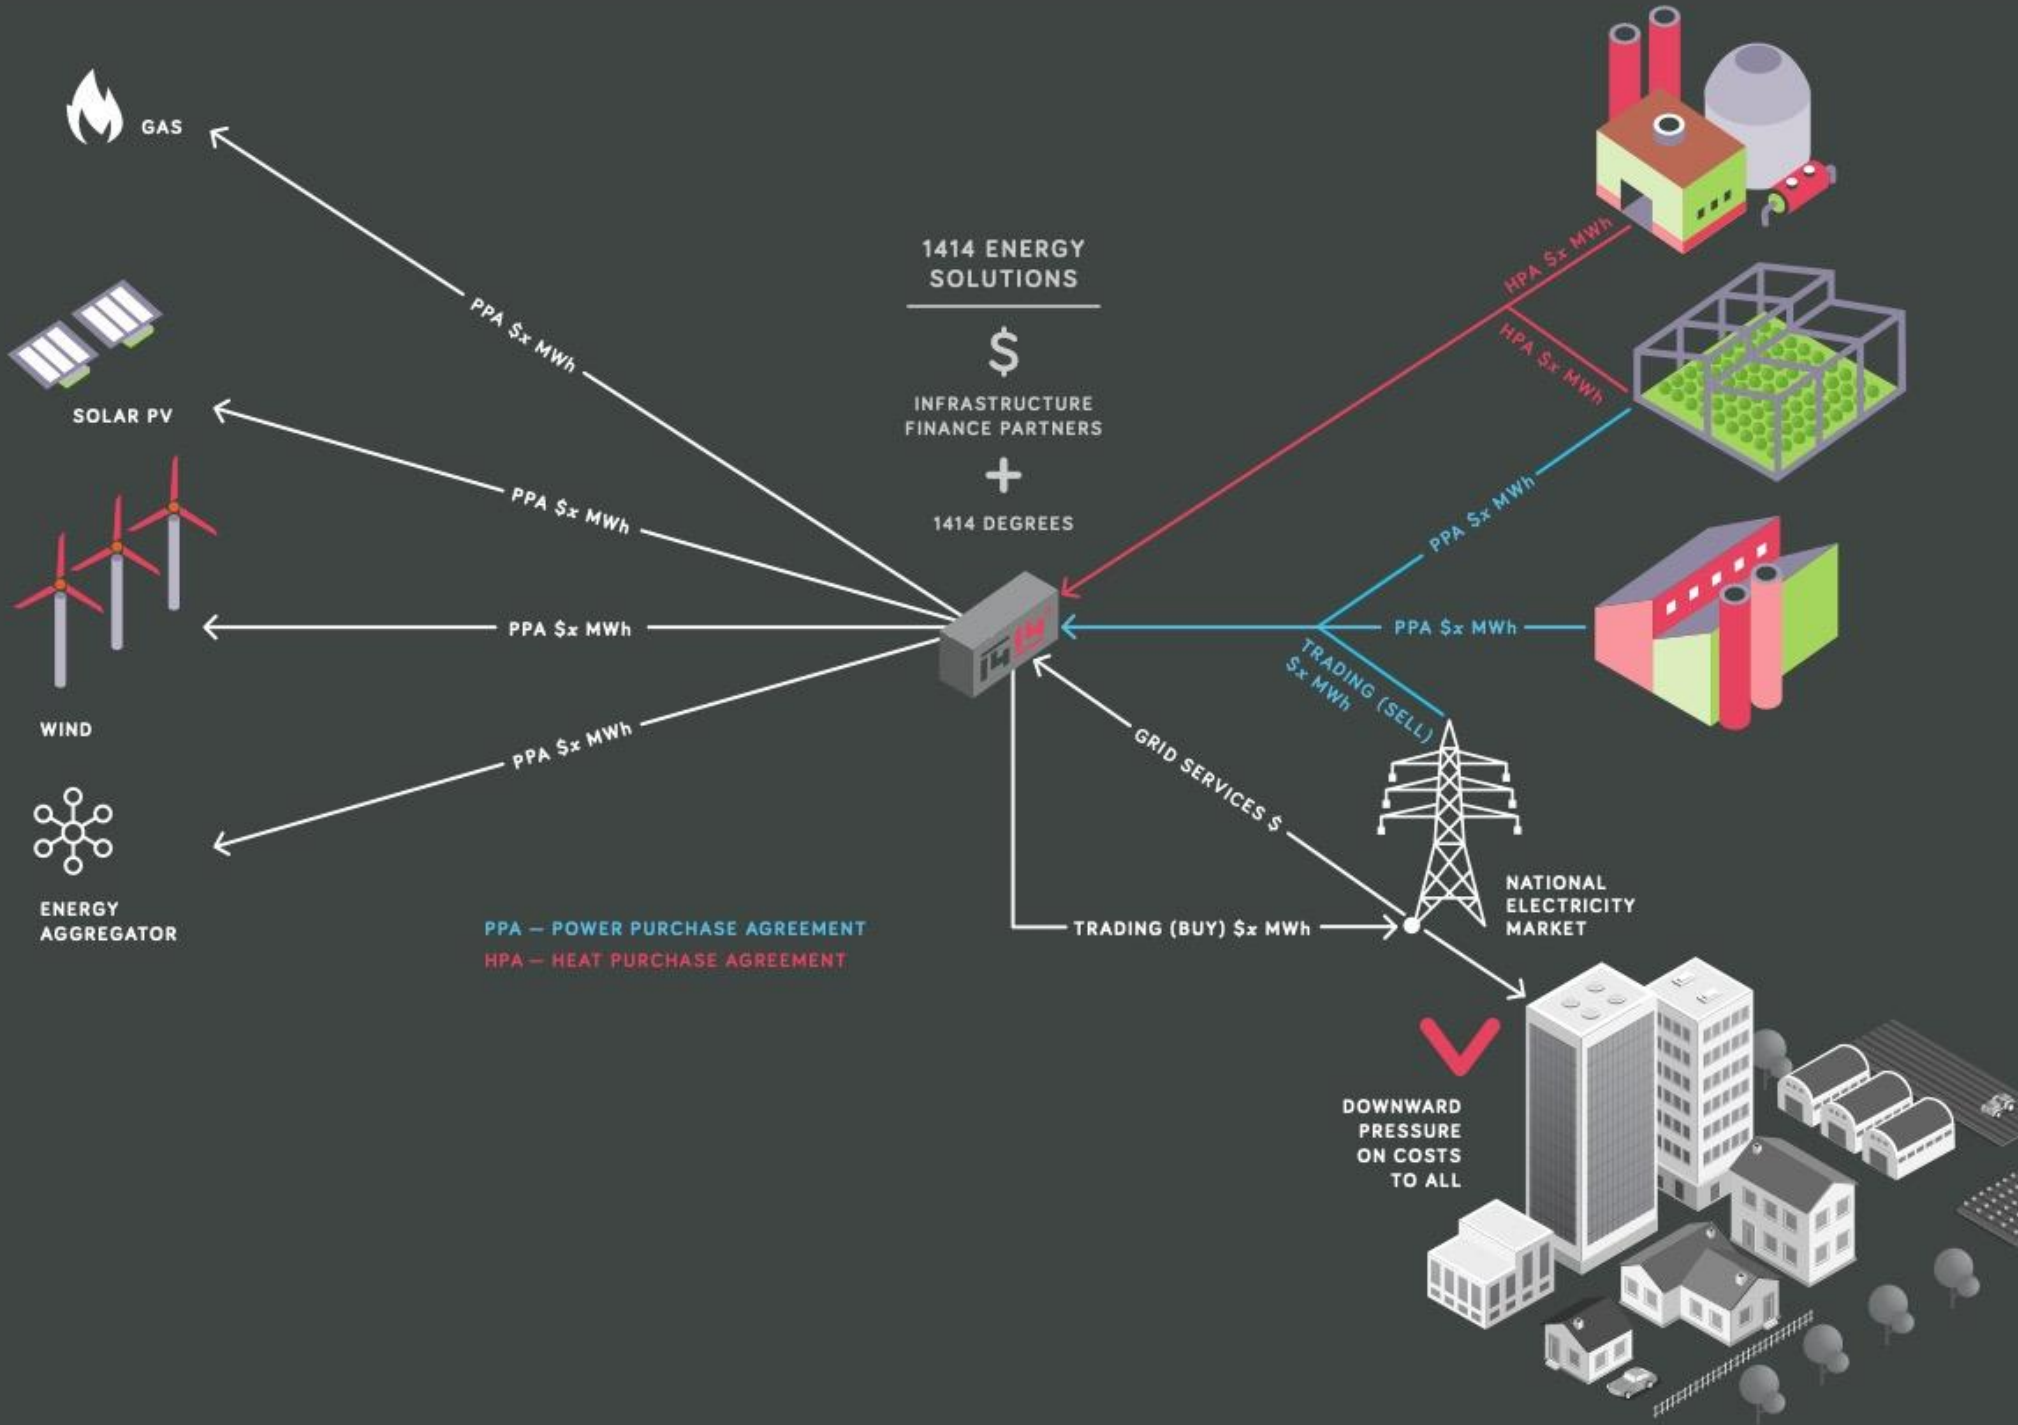 GAS
PPA $x MWh
SOLAR PV
PPA $x MWh
WIND
PPA $x MWh
ENERGY
AGGREGATOR
PPA $x MWh
PPA — POWER PURCHASE AGREEMENT
HPA — HEAT PURCHASE AGREEMENT
1414 ENERGY
SOLUTIONS
$
INFRASTRUCTURE
FINANCE PARTNERS
+
1414 DEGREES
1414
HPA $x MWh
HPA $x MWh
PPA $x MWh
PPA $x MWh
TRADING (SELL)
$x MWh
GRID SERVICES $
TRADING (BUY) $x MWh
NATIONAL
ELECTRICITY
MARKET
DOWNWARD
PRESSURE
ON COSTS
TO ALL